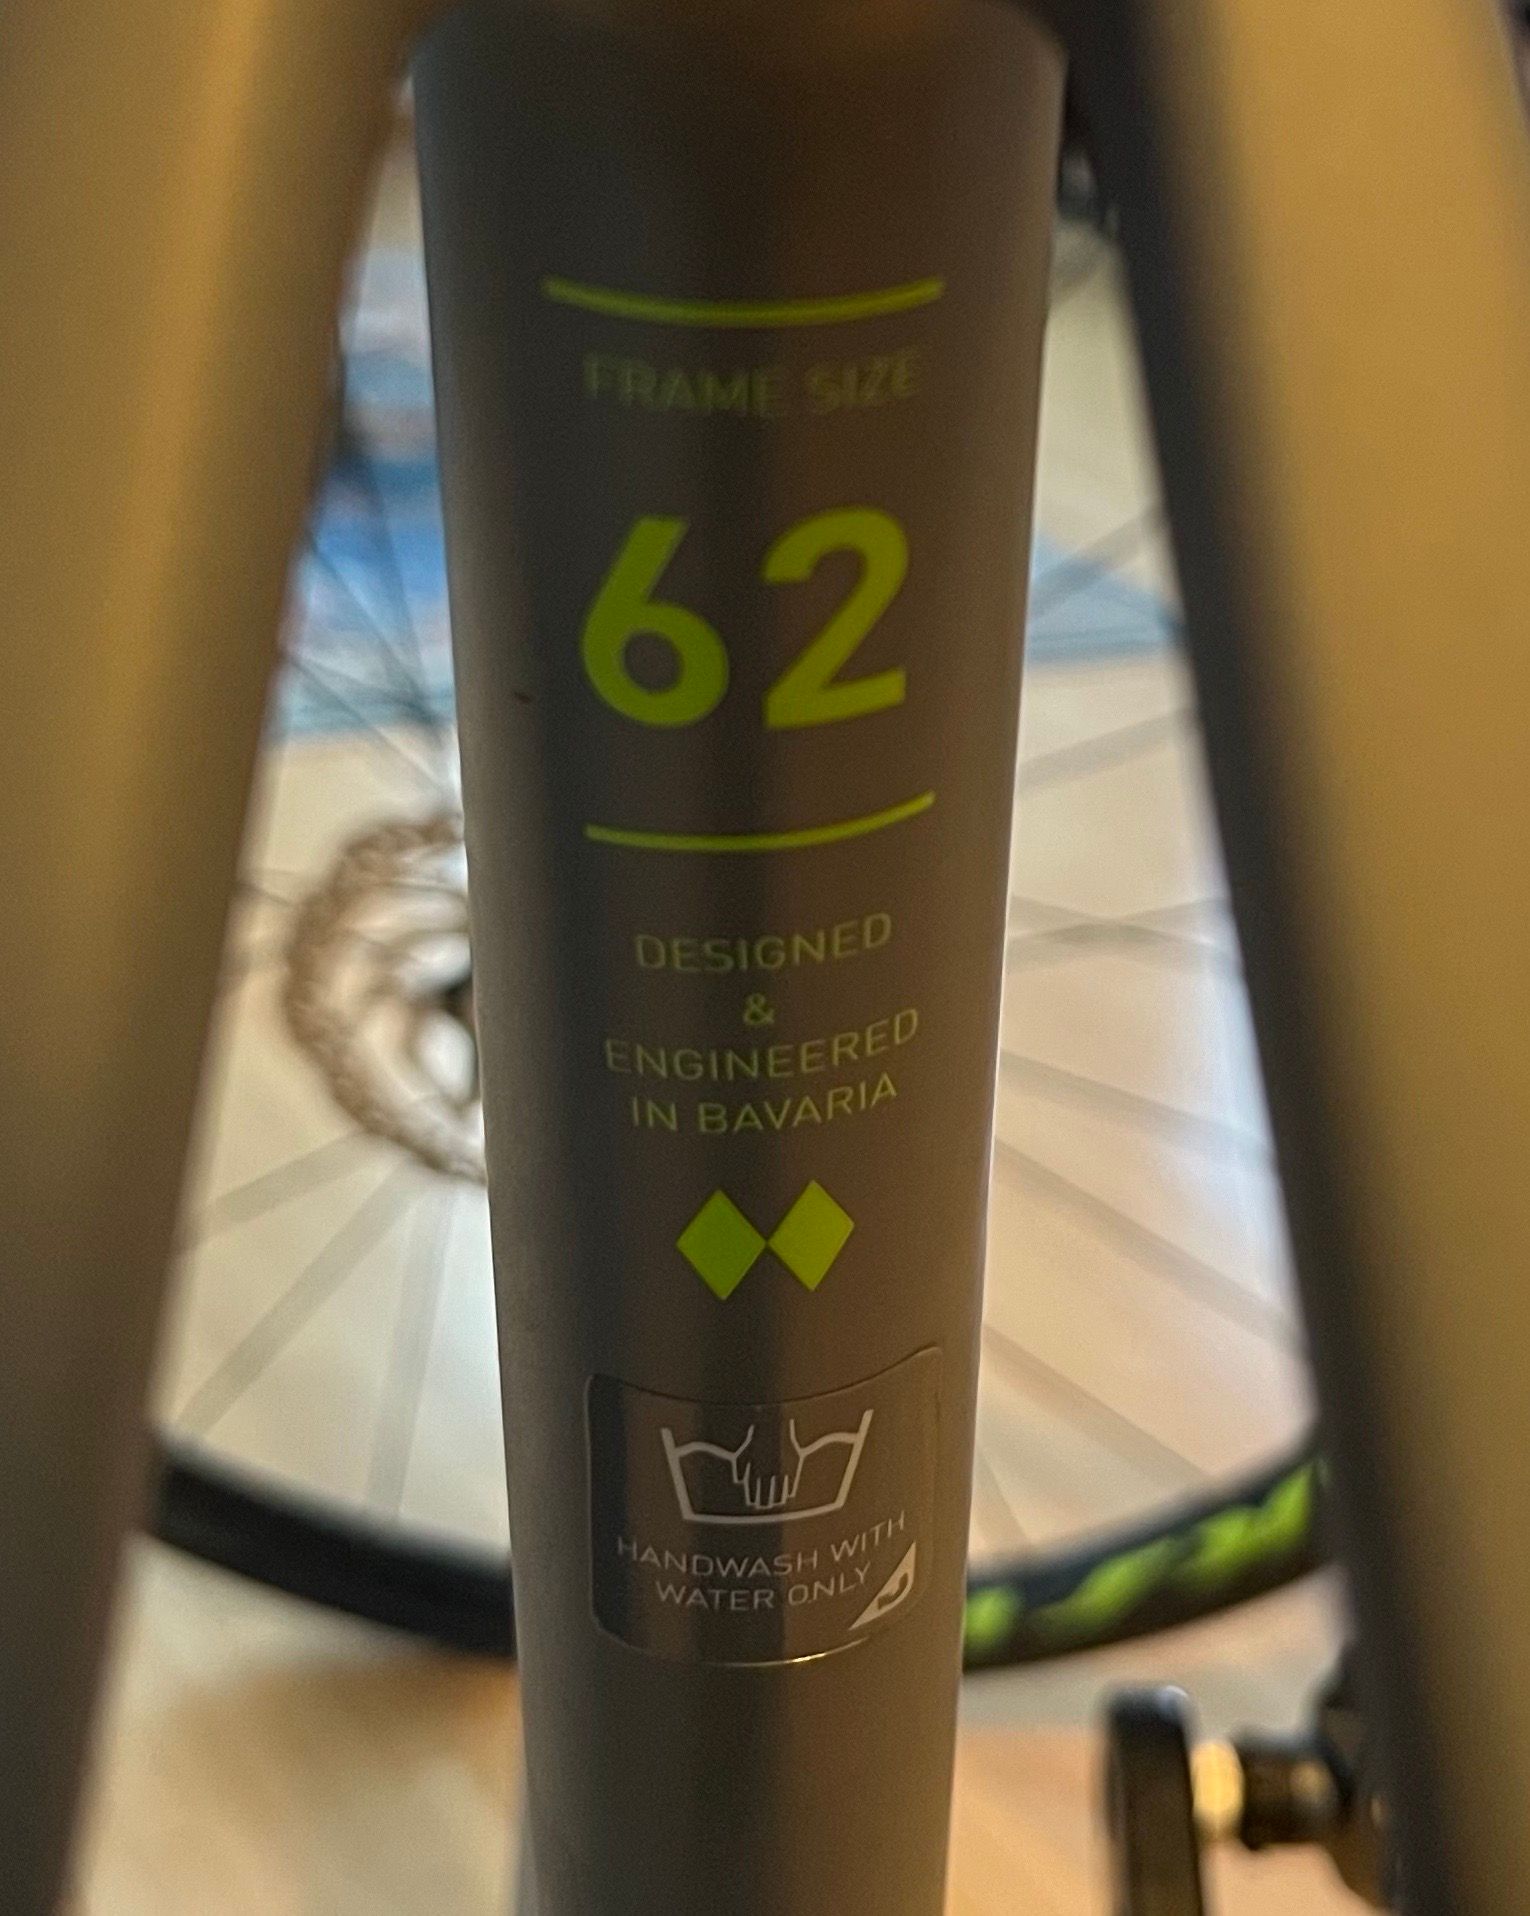 FRAME SIZE
62
DESIGNED
&
ENGINEERED
IN BAVARIA
HANDWASH WITH
WATER ONLY